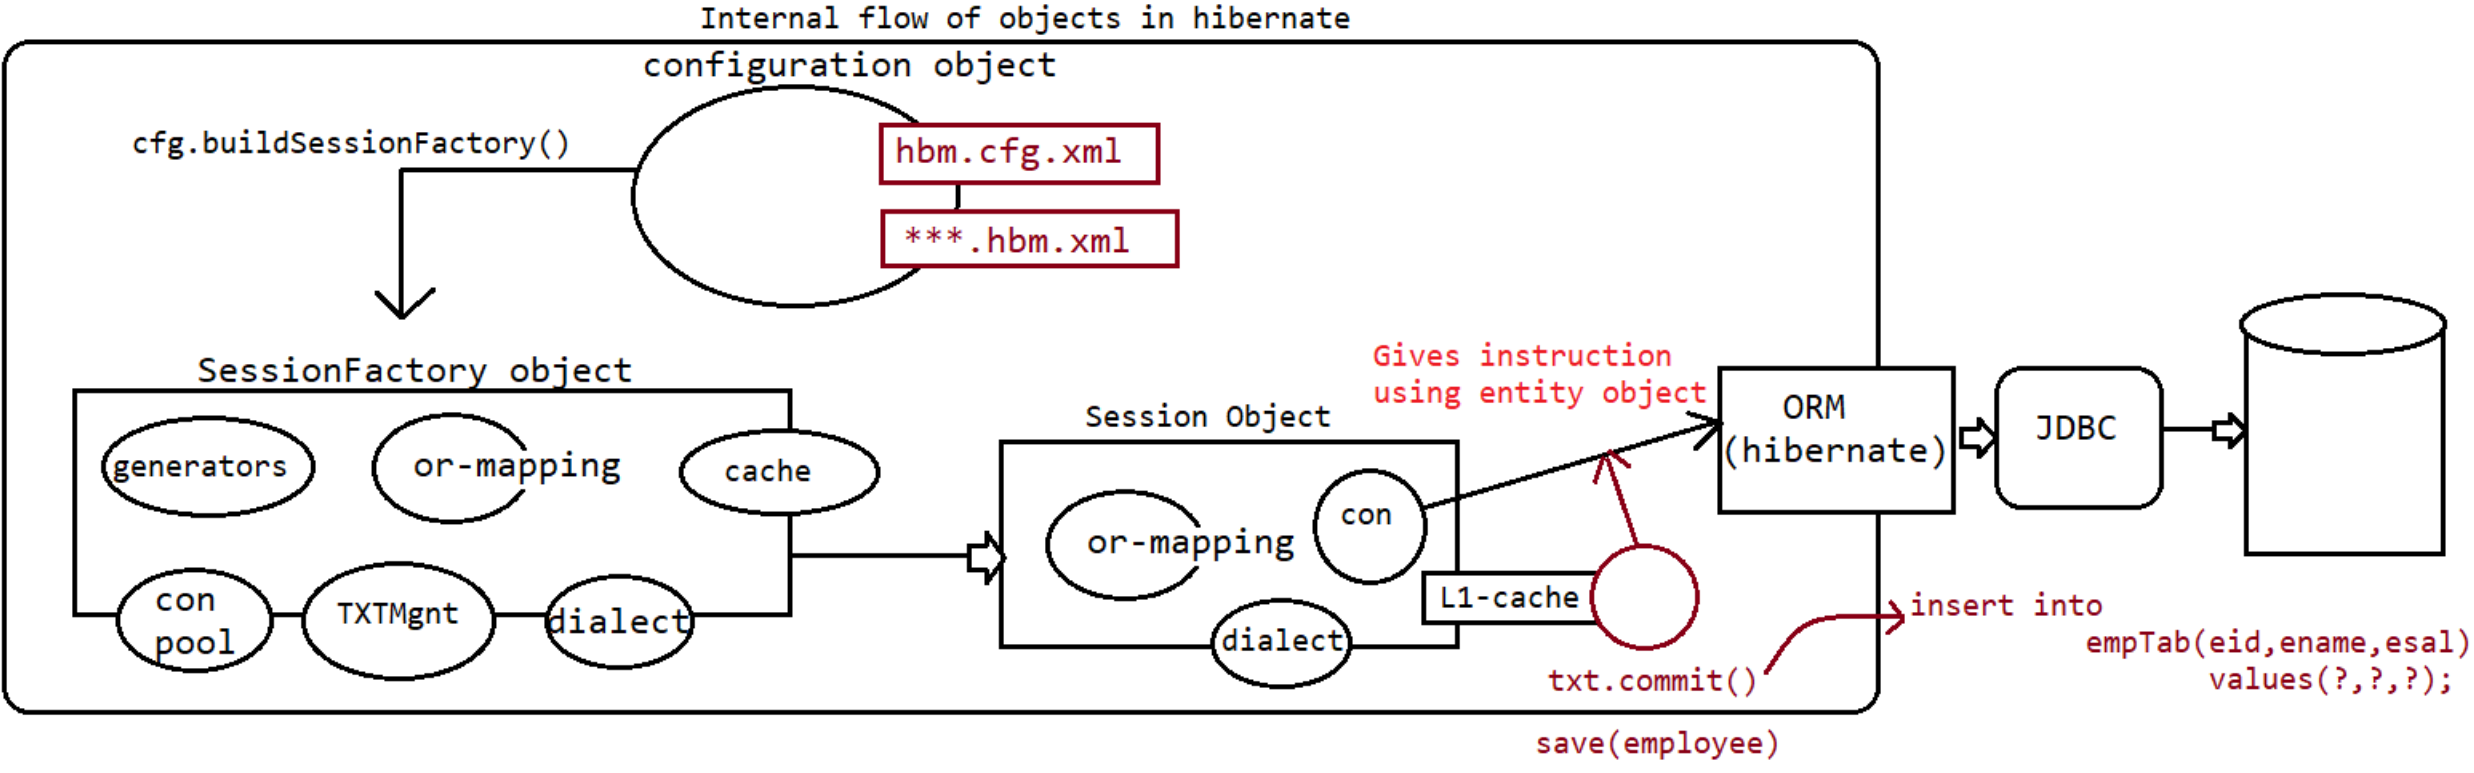 Internal flow of objects in hibernate
configuration object
cfg.buildSessionFactory()
hbm.cfg.xml
***.hbm.xml
SessionFactory object
generators
or-mapping
cache
con
pool
TXTMgnt
dialect
Session Object
or-mapping
con
L1-cache
dialect
Gives instruction
using entity object
ORM
(hibernate)
JDBC
txt.commit()
insert into
empTab(eid,ename,esal)
values(?,?,?);
save(employee)